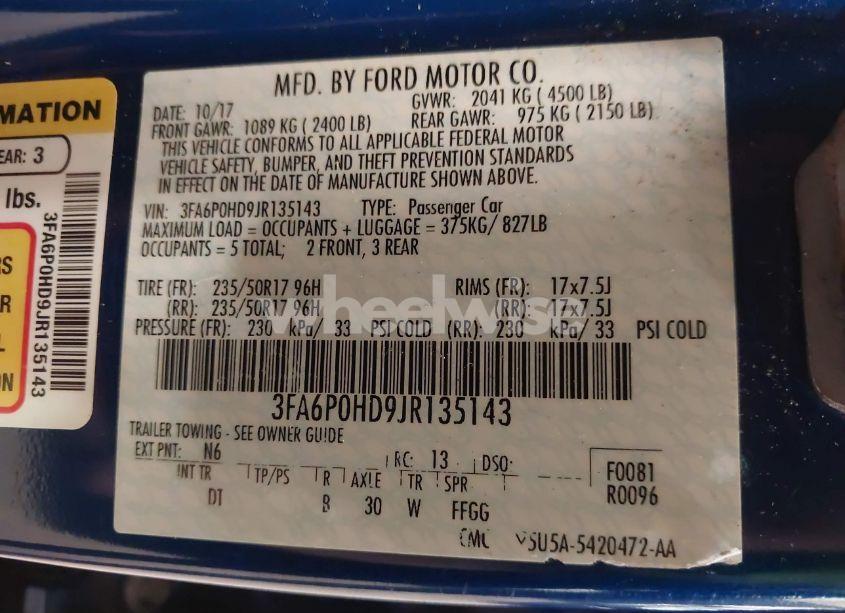 MFD. BY FORD MOTOR CO.
DATE: 10/17 GVWR: 2041 KG ( 4500 LB)
FRONT GAWR: 1089 KG ( 2400 LB) REAR GAWR: 975 KG ( 2150 LB)
THIS VEHICLE CONFORMS TO ALL APPLICABLE FEDERAL MOTOR
VEHICLE SAFETY, BUMPER, AND THEFT PREVENTION STANDARDS
IN EFFECT ON THE DATE OF MANUFACTURE SHOWN ABOVE.
VIN: 3FA6P0HD9JR135143 TYPE: Passenger Car
MAXIMUM LOAD = OCCUPANTS + LUGGAGE = 375KG/ 827LB
OCCUPANTS = 5 TOTAL; 2 FRONT, 3 REAR
TIRE (FR): 235/50R17 96H RIMS (FR): 17x7.5J
(RR): 235/50R17 96H (RR): 17x7.5J
wheelwise
PRESSURE (FR): 230 kPa/ 33 PSI COLD (RR): 230 kPa/ 33 PSI COLD
3FA6P0HD9JR135143
TRAILER TOWING - SEE OWNER GUIDE
EXT PNT: N6 RC: 13 DSO: F0081
INT TR TP/PS R AXLE TR SPR R0096
DT B 30 W FFGG
CMC 5U5A-5420472-AA
MATION
EAR: 3
lbs.
3FA6P0HD9JR135143
RS
R
L
ON